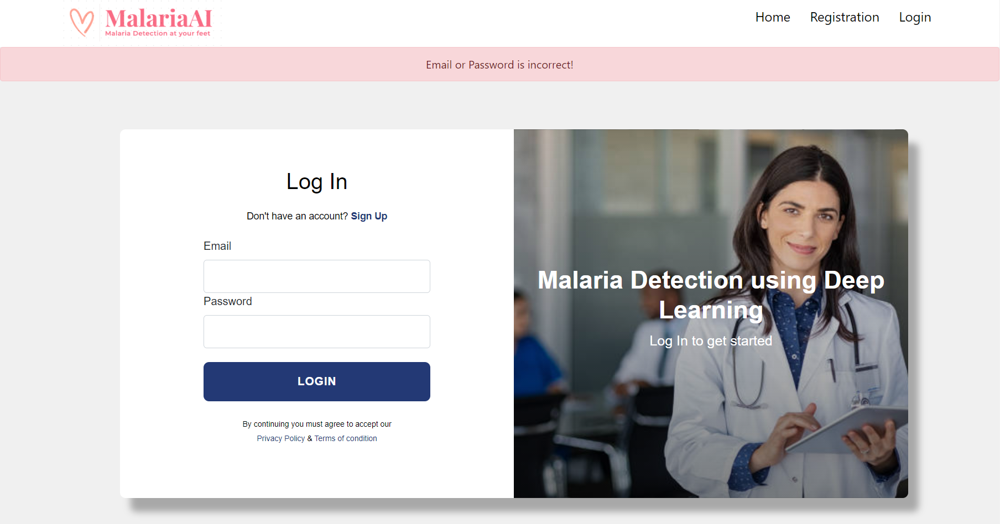 MalariaAI
Malaria Detection at your feet
Home Registration Login
Email or Password is incorrect!
Log In
Don't have an account? Sign Up
Email
Password
LOGIN
By continuing you must agree to accept our
Privacy Policy & Terms of condition
Malaria Detection using Deep
Learning
Log In to get started